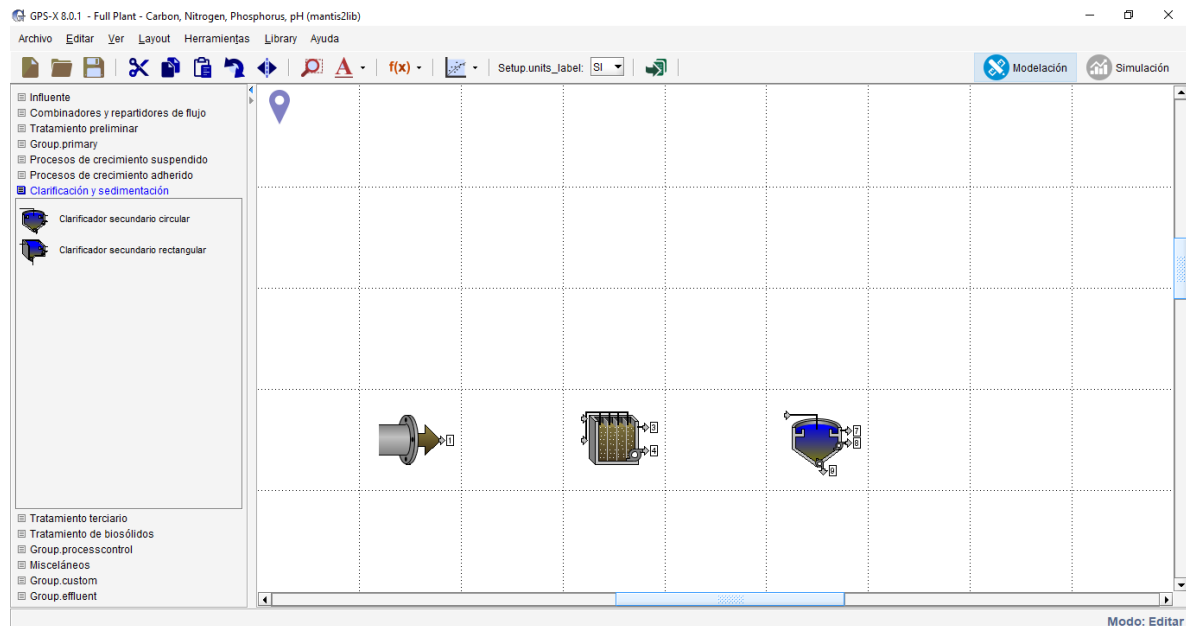 GPS-X 8.0.1 - Full Plant - Carbon, Nitrogen, Phosphorus, pH (mantis2lib)
Archivo Editar Ver Layout Herramientas Library Ayuda
A f(x) Setup.units_label: SI Modelación Simulación
Influente
Combinadores y repartidores de flujo
Tratamiento preliminar
Group.primary
Procesos de crecimiento suspendido
Procesos de crecimiento adherido
Clarificación y sedimentación
Clarificador secundario circular
Clarificador secundario rectangular
1
3
4
7
8
9
Tratamiento terciario
Tratamiento de biosólidos
Group.processcontrol
Misceláneos
Group.custom
Group.effluent
Modo: Editar